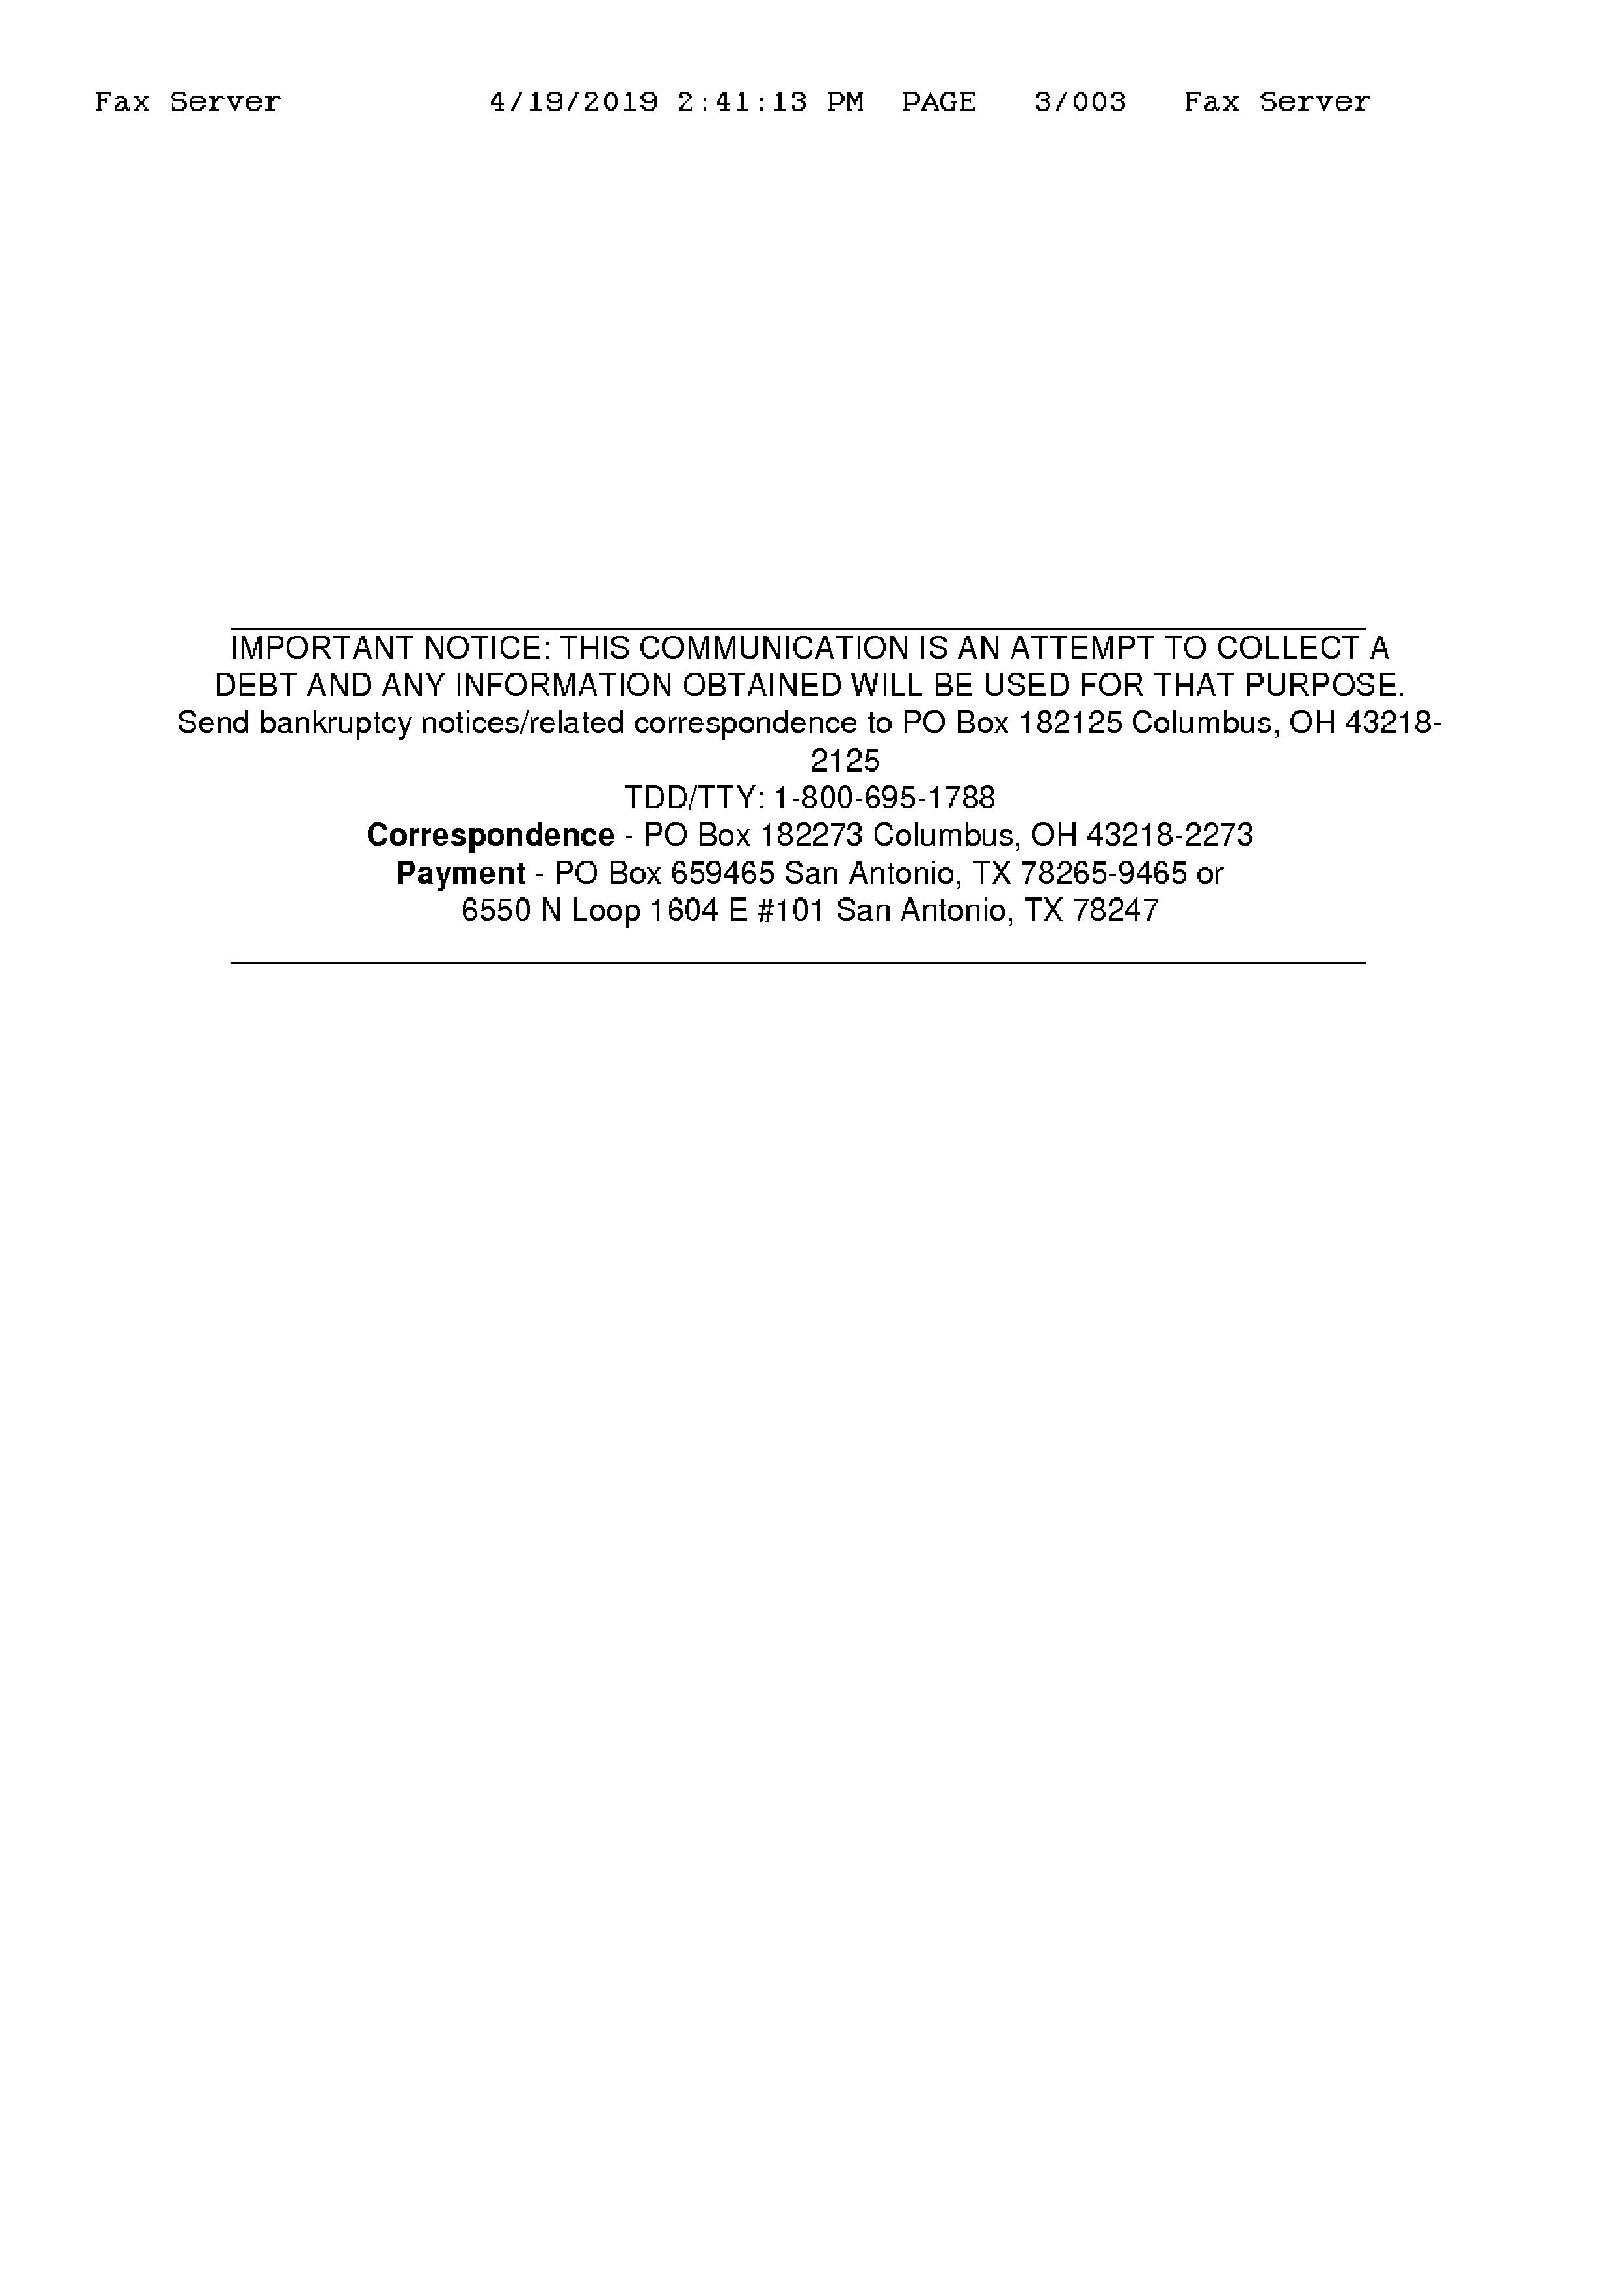 Fax Server 4/19/2019 2:41:13 PM PAGE 3/003 Fax Server
IMPORTANT NOTICE: THIS COMMUNICATION IS AN ATTEMPT TO COLLECT A
DEBT AND ANY INFORMATION OBTAINED WILL BE USED FOR THAT PURPOSE.
Send bankruptcy notices/related correspondence to PO Box 182125 Columbus, OH 43218-
2125
TDD/TTY: 1-800-695-1788
Correspondence - PO Box 182273 Columbus, OH 43218-2273
Payment - PO Box 659465 San Antonio, TX 78265-9465 or
6550 N Loop 1604 E #101 San Antonio, TX 78247